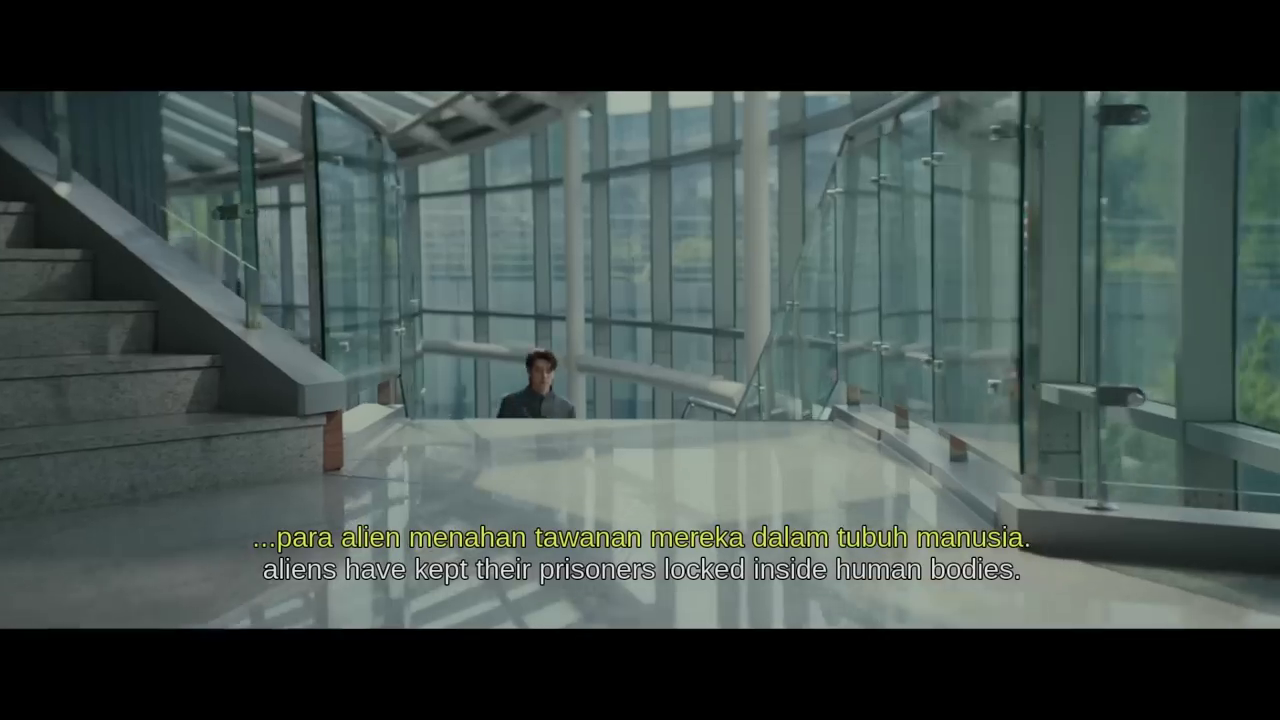 ...para alien menahan tawanan mereka dalam tubuh manusia.
aliens have kept their prisoners locked inside human bodies.